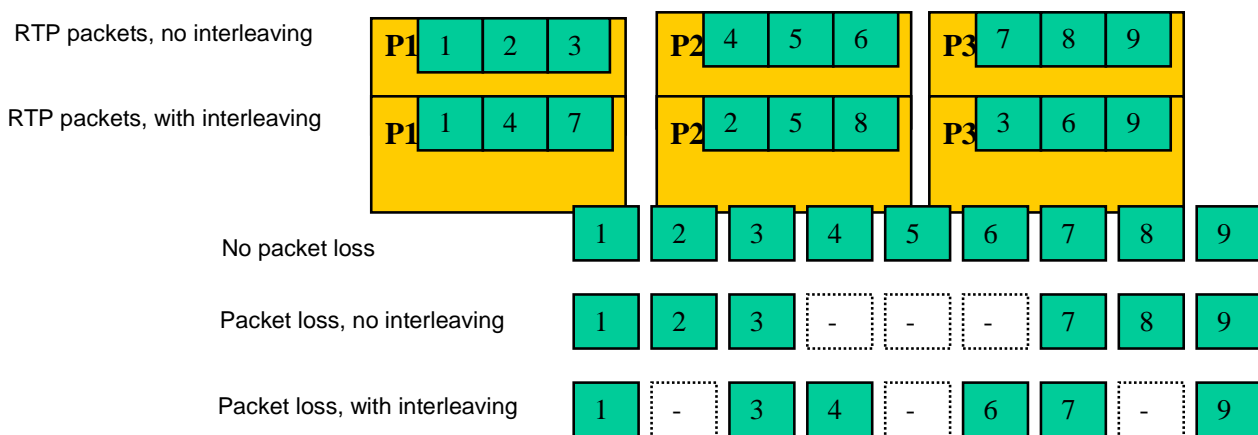 RTP packets, no interleaving P1 1 2 3 P2 4 5 6 P3 7 8 9
RTP packets, with interleaving P1 1 4 7 P2 2 5 8 P3 3 6 9
No packet loss 1 2 3 4 5 6 7 8 9
Packet loss, no interleaving 1 2 3 - - - 7 8 9
Packet loss, with interleaving 1 - 3 4 - 6 7 - 9